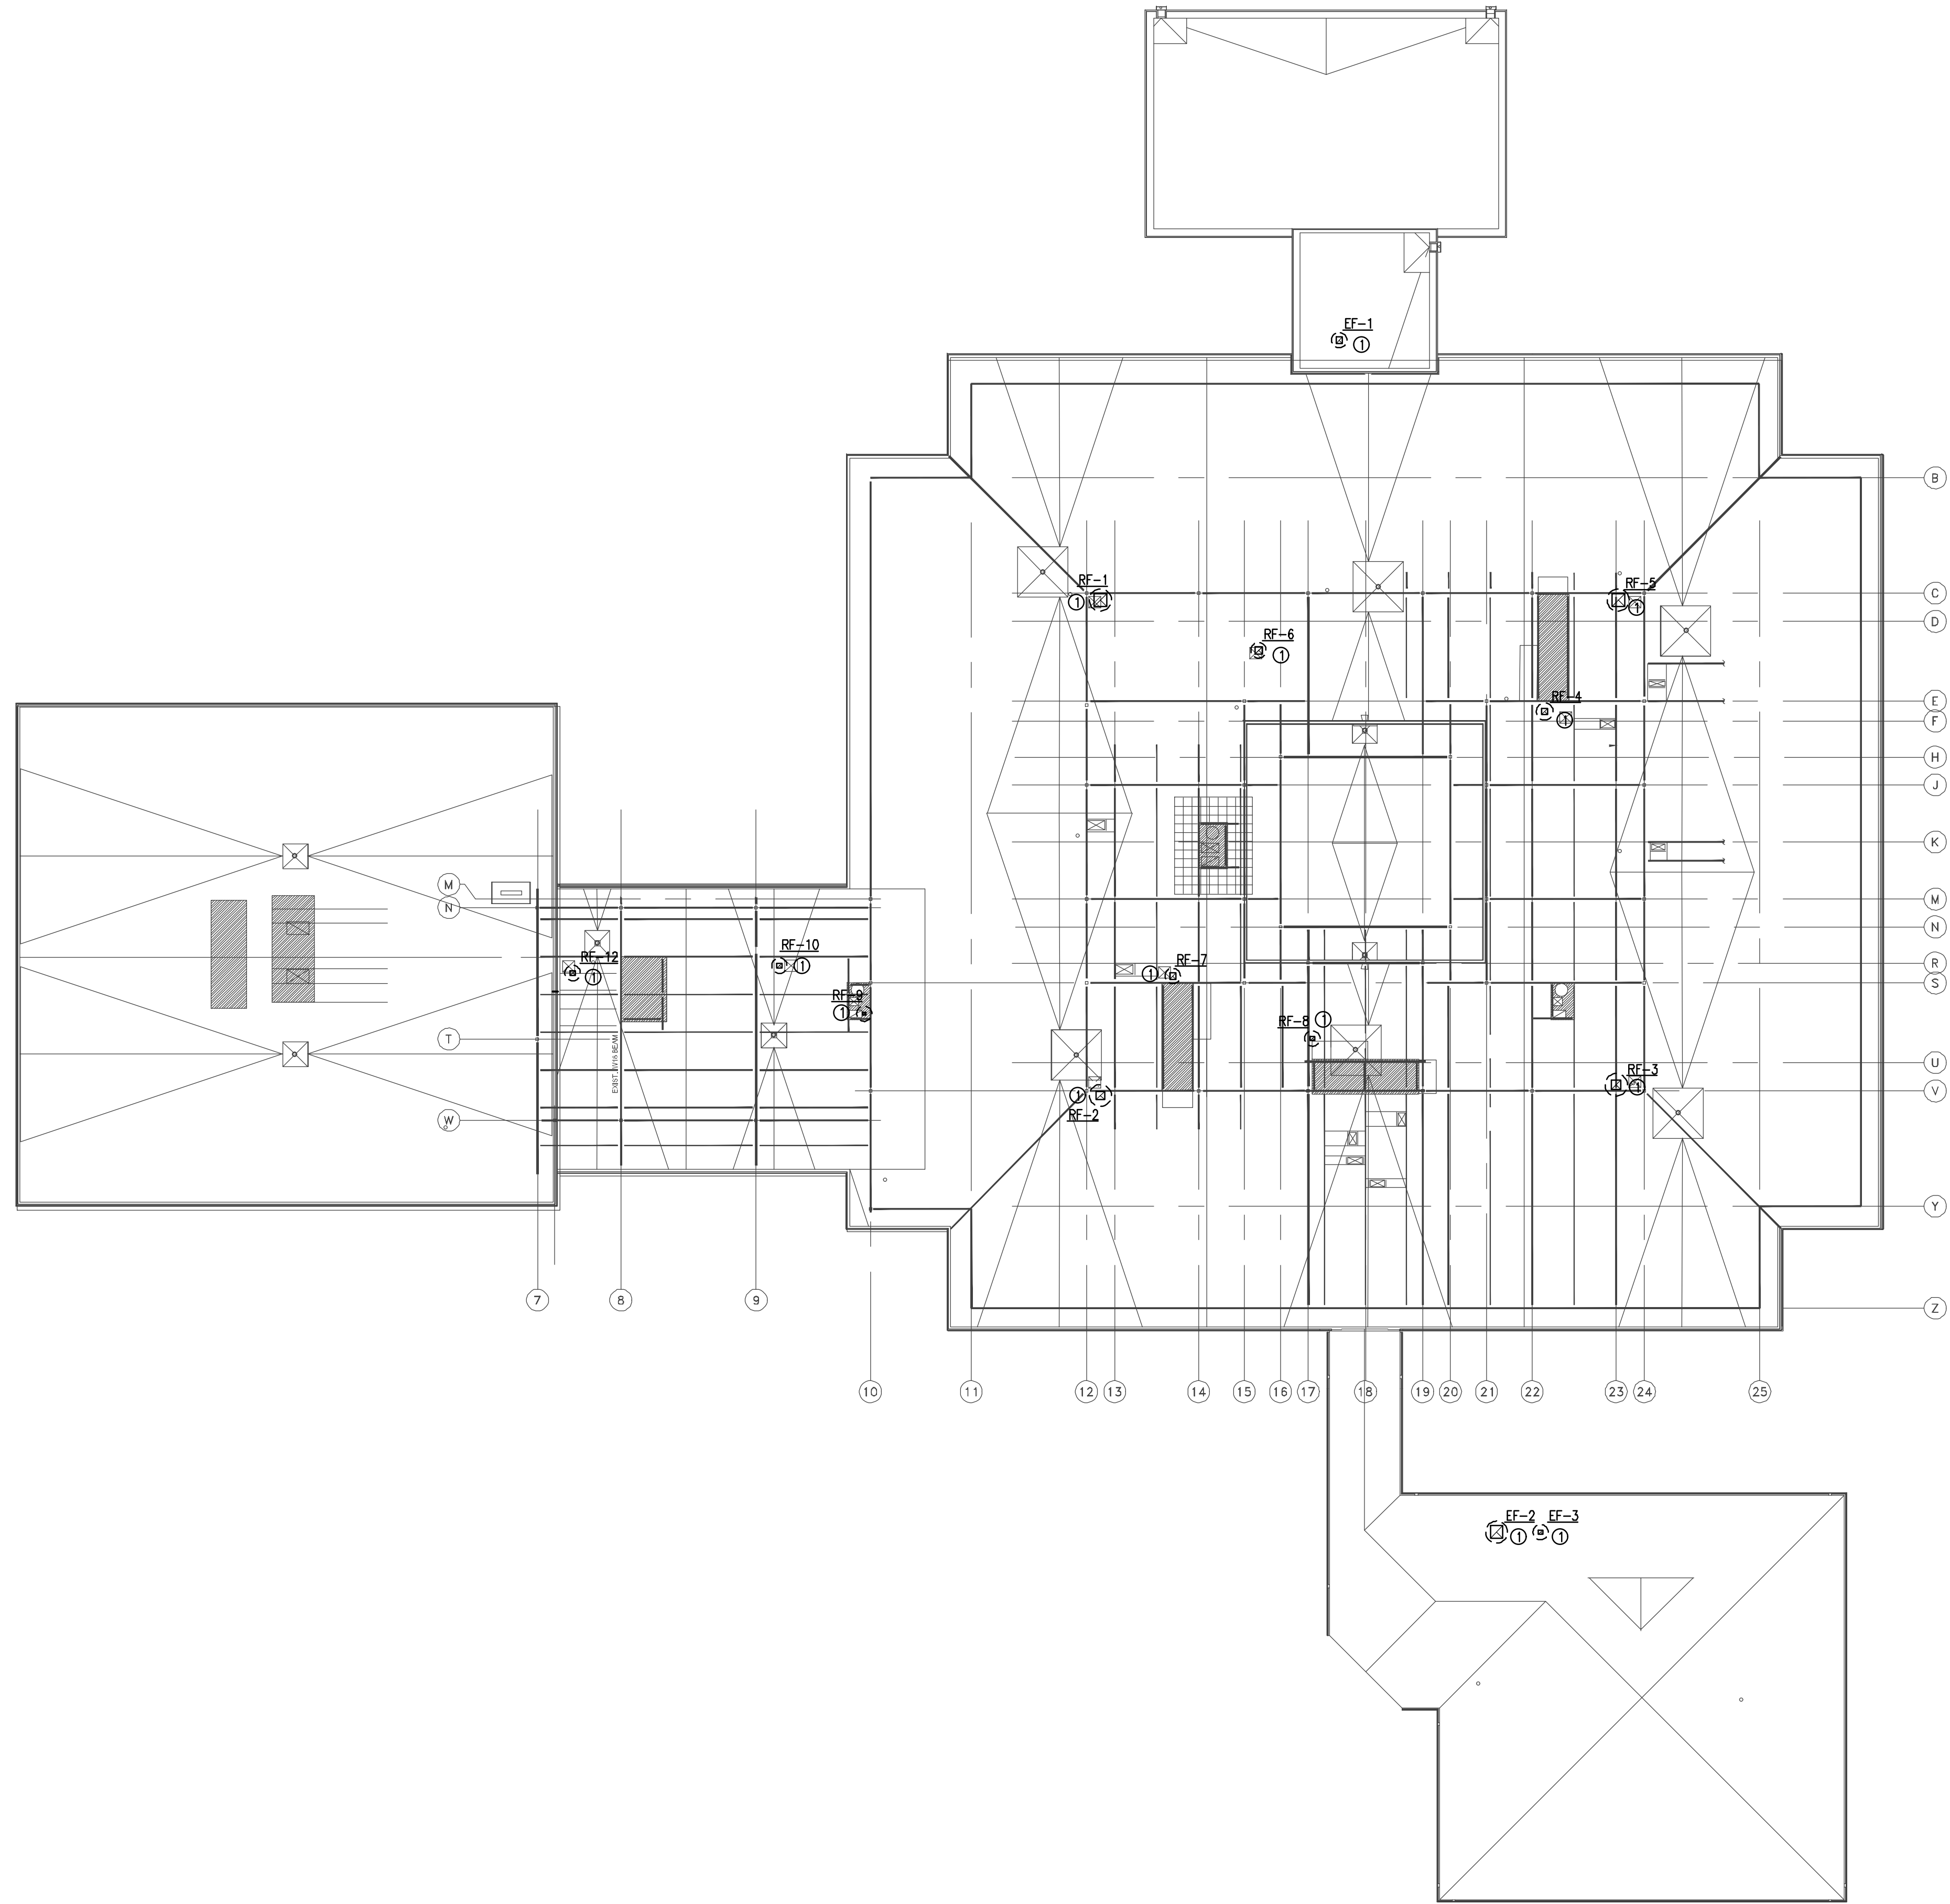 EF-1
1
B
RF-1
1
RF-5
1
C
D
RF-6
1
RF-4
1
E
F
H
J
K
M
N
M
N
RF-12
1
RF-10
1
RF-7
1
R
S
RF-9
1
RF-8
1
T
EXIST. W/16 BEAM
U
RF-3
1
V
1
RF-2
W
Y
7
8
9
Z
10
11
12
13
14
15
16
17
18
19
20
21
22
23
24
25
EF-2
1
EF-3
1